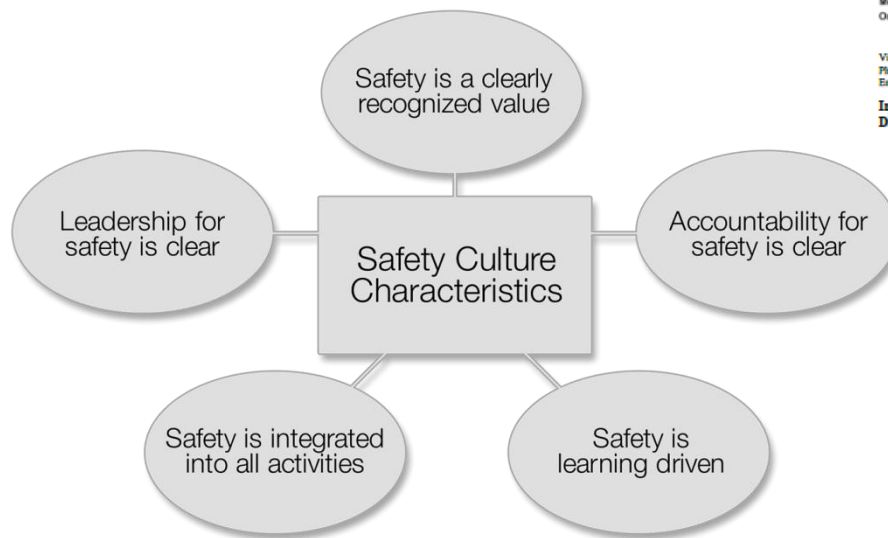 Safety is a clearly
recognized value
Leadership for
safety is clear
Safety Culture
Characteristics
Accountability for
safety is clear
Safety is integrated
into all activities
Safety is
learning driven